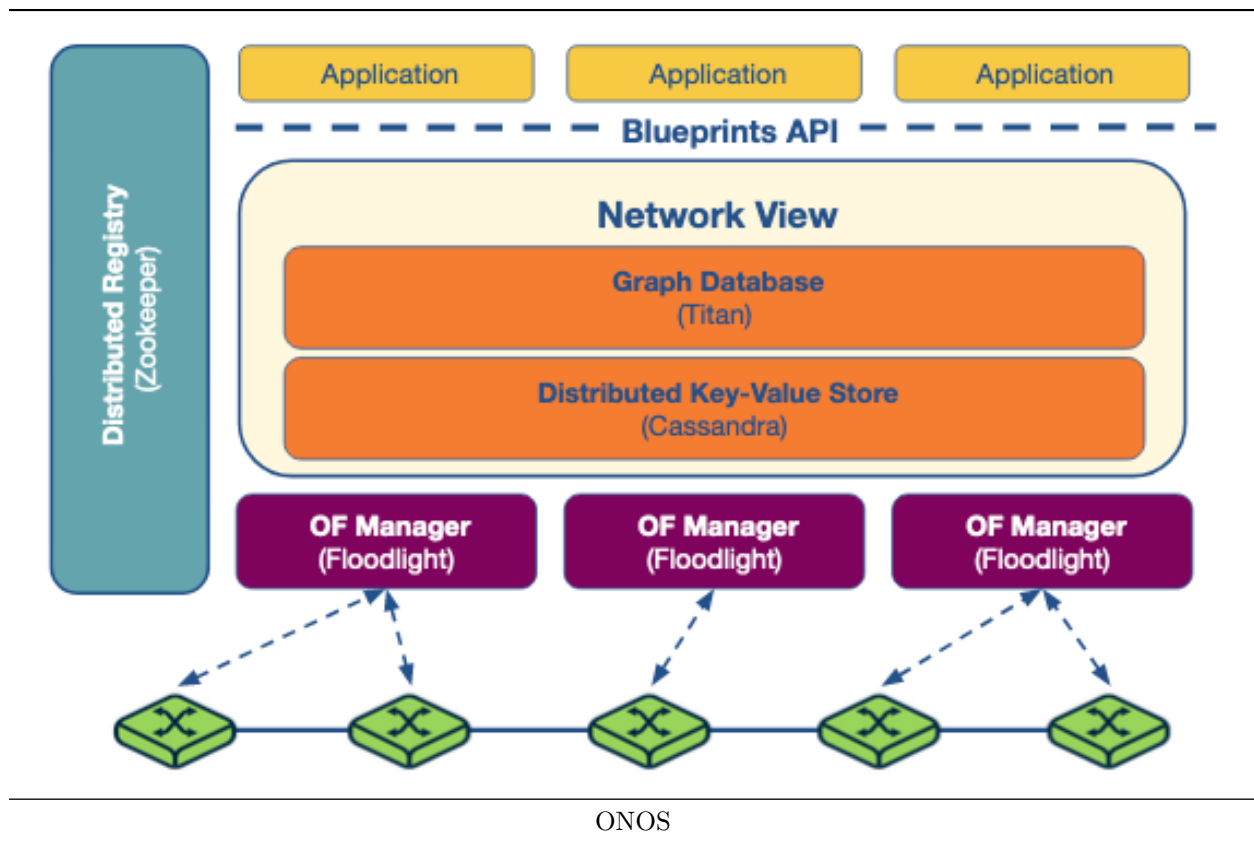 Distributed Registry
(Zookeeper)
Application
Application
Application
Blueprints API
Network View
Graph Database
(Titan)
Distributed Key-Value Store
(Cassandra)
OF Manager
(Floodlight)
OF Manager
(Floodlight)
OF Manager
(Floodlight)
ONOS